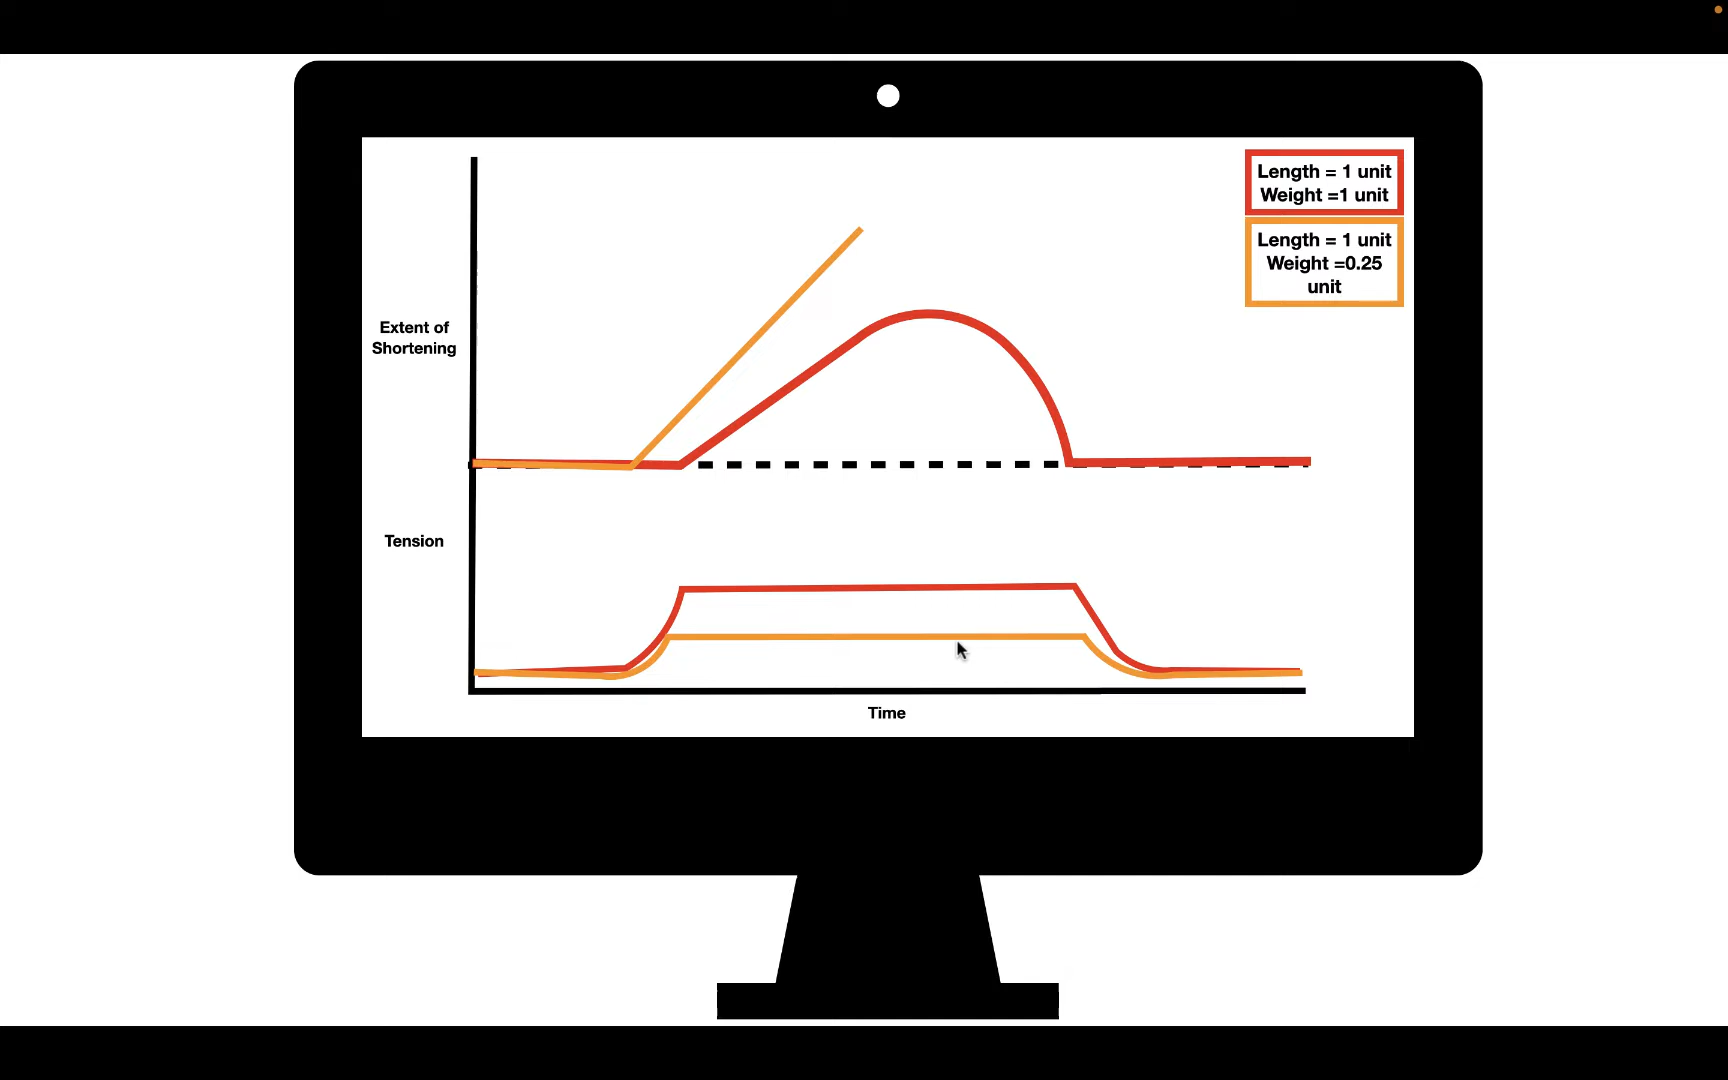 Length = 1 unit
Weight =1 unit
Length = 1 unit
Weight =0.25
unit
Extent of
Shortening
Tension
Time